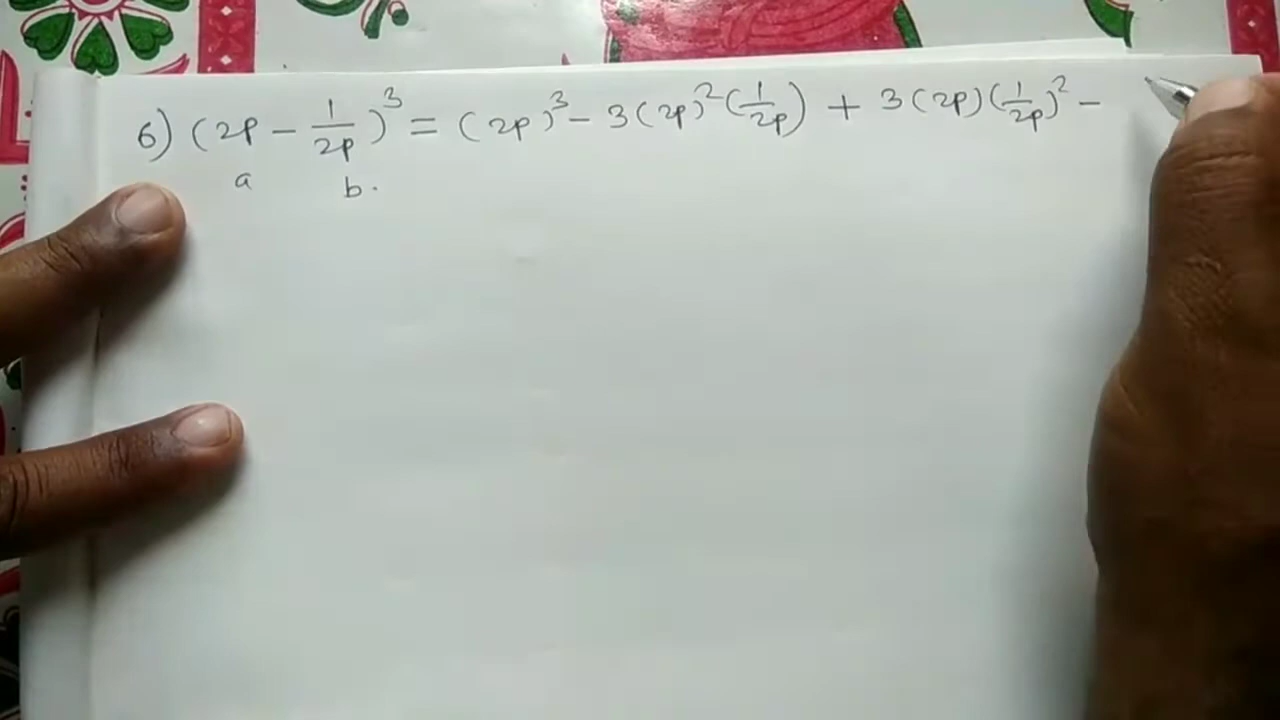 6) (2p - 1/2p)³ = (2p)³ - 3(2p)²(1/2p) + 3(2p)(1/2p)² -
a b.